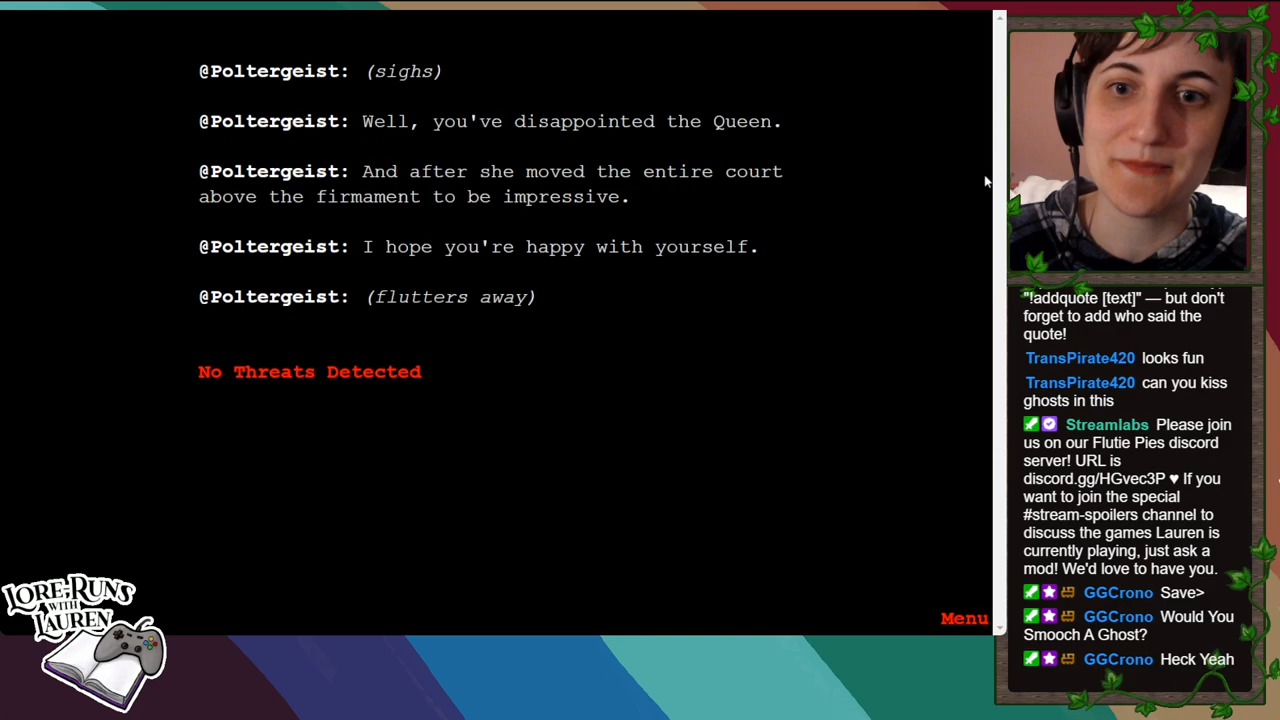 @Poltergeist: (sighs)
@Poltergeist: Well, you've disappointed the Queen.
@Poltergeist: And after she moved the entire court
above the firmament to be impressive.
@Poltergeist: I hope you're happy with yourself.
@Poltergeist: (flutters away)
No Threats Detected
Menu
LORE-RUNS
WITH
LAUREN
"!addquote [text]" — but don't
forget to add who said the
quote!
TransPirate420 looks fun
TransPirate420 can you kiss
ghosts in this
Streamlabs Please join
us on our Flutie Pies discord
server! URL is
discord.gg/HGvec3P ♥ If you
want to join the special
#stream-spoilers channel to
discuss the games Lauren is
currently playing, just ask a
mod! We'd love to have you.
GGCrono Save>
GGCrono Would You
Smooch A Ghost?
GGCrono Heck Yeah